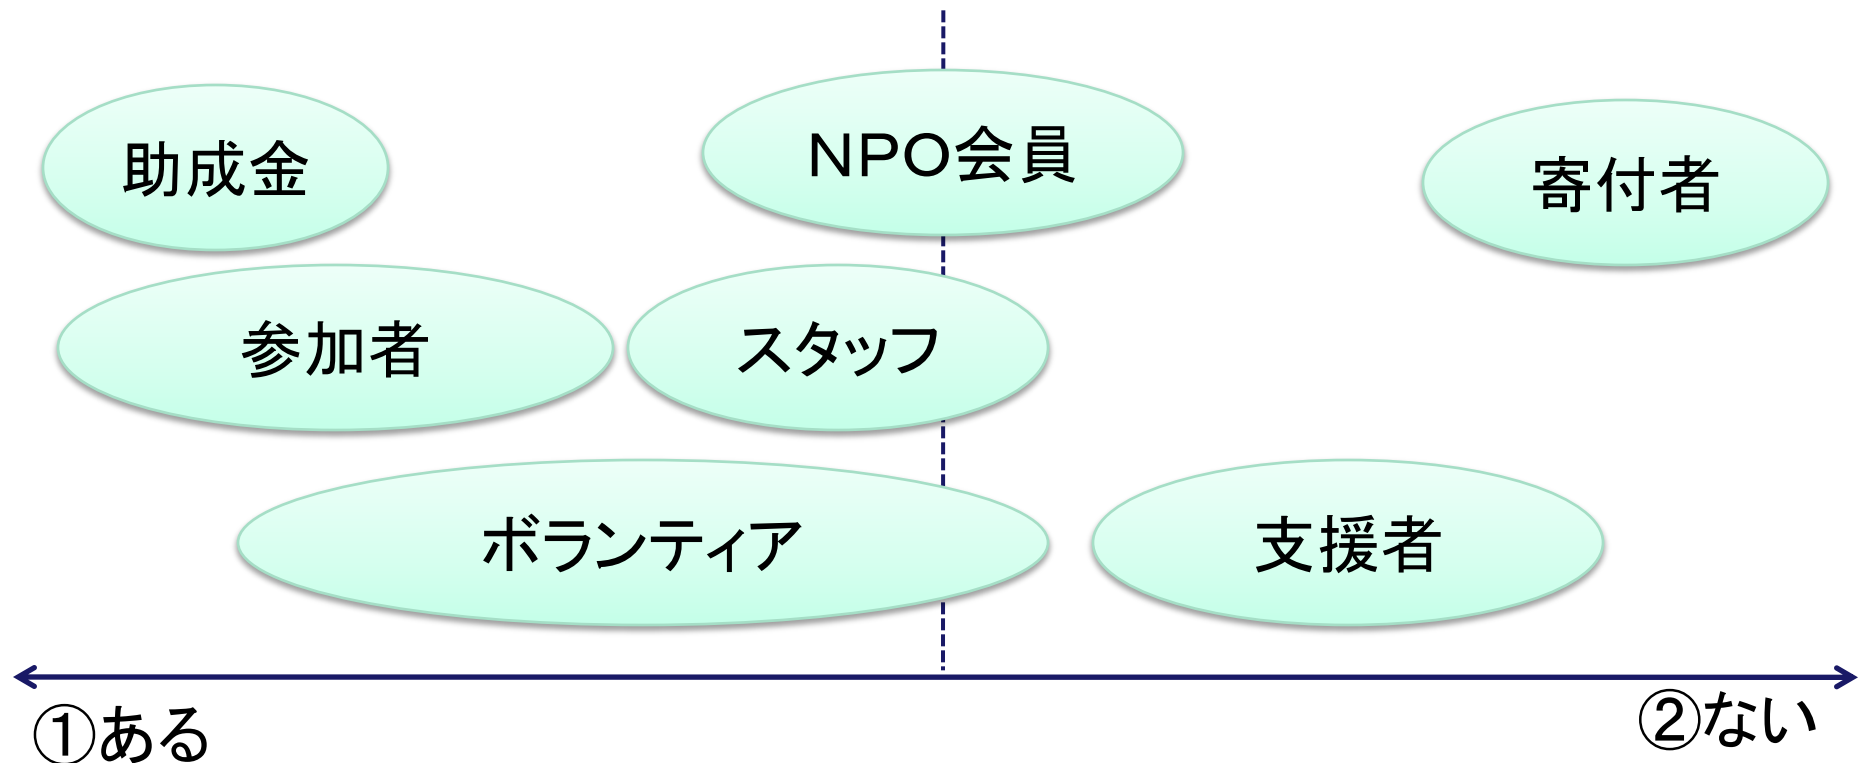 助成金
NPO会員
寄付者
参加者
スタッフ
ボランティア
支援者
①ある
②ない